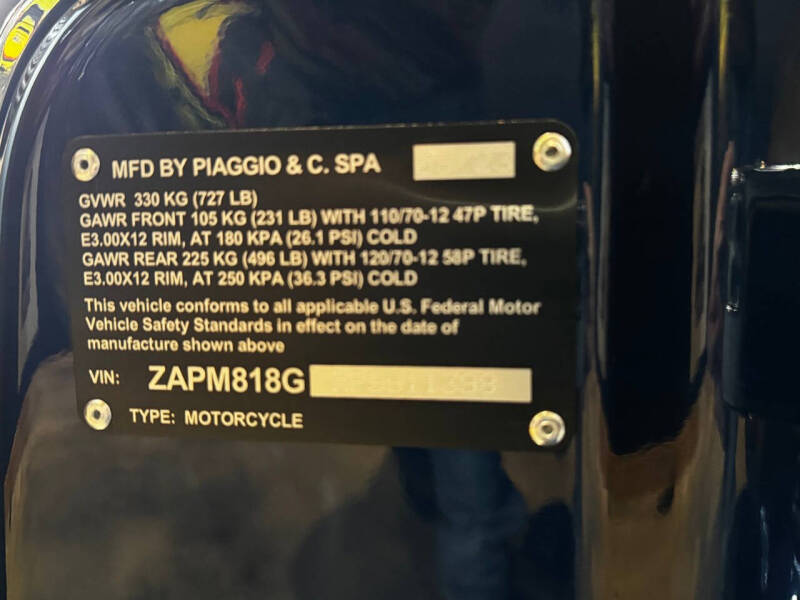 MFD BY PIAGGIO & C. SPA
GVWR 330 KG (727 LB)
GAWR FRONT 105 KG (231 LB) WITH 110/70-12 47P TIRE,
E3.00X12 RIM, AT 180 KPA (26.1 PSI) COLD
GAWR REAR 225 KG (496 LB) WITH 120/70-12 58P TIRE,
E3.00X12 RIM, AT 250 KPA (36.3 PSI) COLD
This vehicle conforms to all applicable U.S. Federal Motor
Vehicle Safety Standards in effect on the date of
manufacture shown above
VIN: ZAPM818G
TYPE: MOTORCYCLE